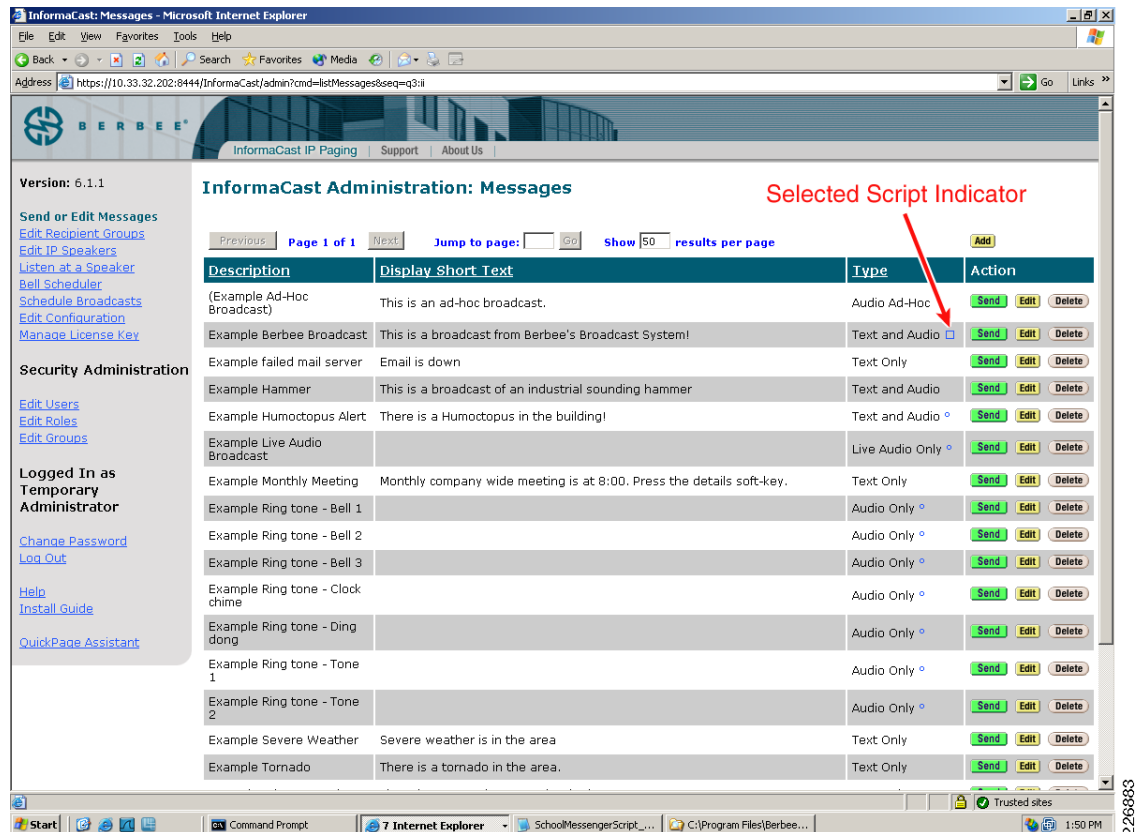 InformaCast: Messages - Microsoft Internet Explorer
File Edit View Favorites Tools Help
Back Search Favorites Media
Address https://10.33.32.202:8444/InformaCast/admin?cmd=listMessages&seq=q3:ii Go Links »
BERBEE®
InformaCast IP Paging | Support | About Us |
Version: 6.1.1
Send or Edit Messages
Edit Recipient Groups
Edit IP Speakers
Listen at a Speaker
Bell Scheduler
Schedule Broadcasts
Edit Configuration
Manage License Key
Security Administration
Edit Users
Edit Roles
Edit Groups
Logged In as
Temporary
Administrator
Change Password
Log Out
Help
Install Guide
QuickPage Assistant
InformaCast Administration: Messages
Selected Script Indicator
Previous Page 1 of 1 Next Jump to page: Go Show 50 results per page Add
Description Display Short Text Type Action
(Example Ad-Hoc
Broadcast) This is an ad-hoc broadcast. Audio Ad-Hoc Send Edit Delete
Example Berbee Broadcast This is a broadcast from Berbee's Broadcast System! Text and Audio Send Edit Delete
Example failed mail server Email is down Text Only Send Edit Delete
Example Hammer This is a broadcast of an industrial sounding hammer Text and Audio Send Edit Delete
Example Humoctopus Alert There is a Humoctopus in the building! Text and Audio Send Edit Delete
Example Live Audio
Broadcast Live Audio Only Send Edit Delete
Example Monthly Meeting Monthly company wide meeting is at 8:00. Press the details soft-key. Text Only Send Edit Delete
Example Ring tone - Bell 1 Audio Only Send Edit Delete
Example Ring tone - Bell 2 Audio Only Send Edit Delete
Example Ring tone - Bell 3 Audio Only Send Edit Delete
Example Ring tone - Clock
chime Audio Only Send Edit Delete
Example Ring tone - Ding
dong Audio Only Send Edit Delete
Example Ring tone - Tone
1 Audio Only Send Edit Delete
Example Ring tone - Tone
2 Audio Only Send Edit Delete
Example Severe Weather Severe weather is in the area Text Only Send Edit Delete
Example Tornado There is a tornado in the area. Text Only Send Edit Delete
Trusted sites
Start Command Prompt 7 Internet Explorer SchoolMessengerScript_... C:\Program Files\Berbee... 1:50 PM
226883